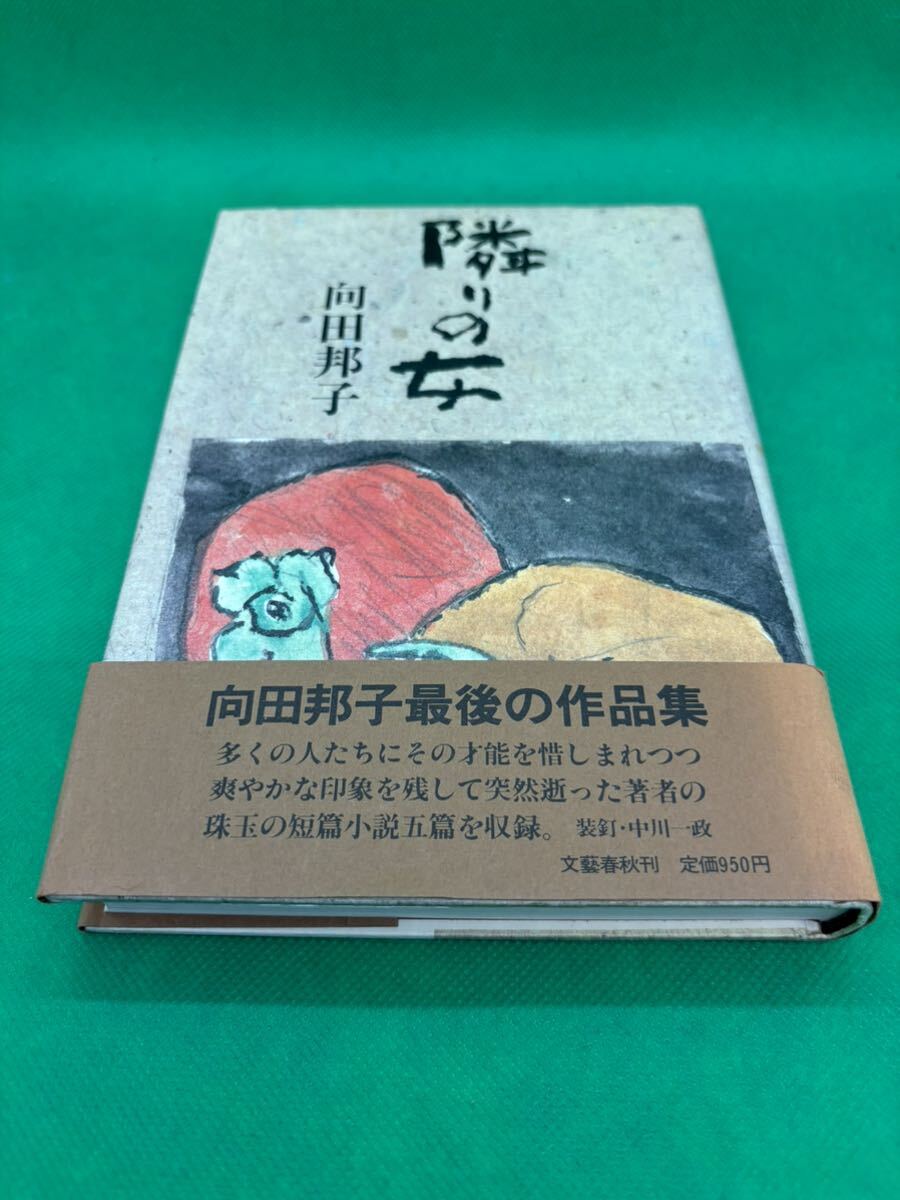 隣りの女
向田邦子
向田邦子最後の作品集
多くの人たちにその才能を惜しまれつつ
爽やかな印象を残して突然逝った著者の
珠玉の短篇小説五篇を収録。 装釘・中川一政
文藝春秋刊 定価950円